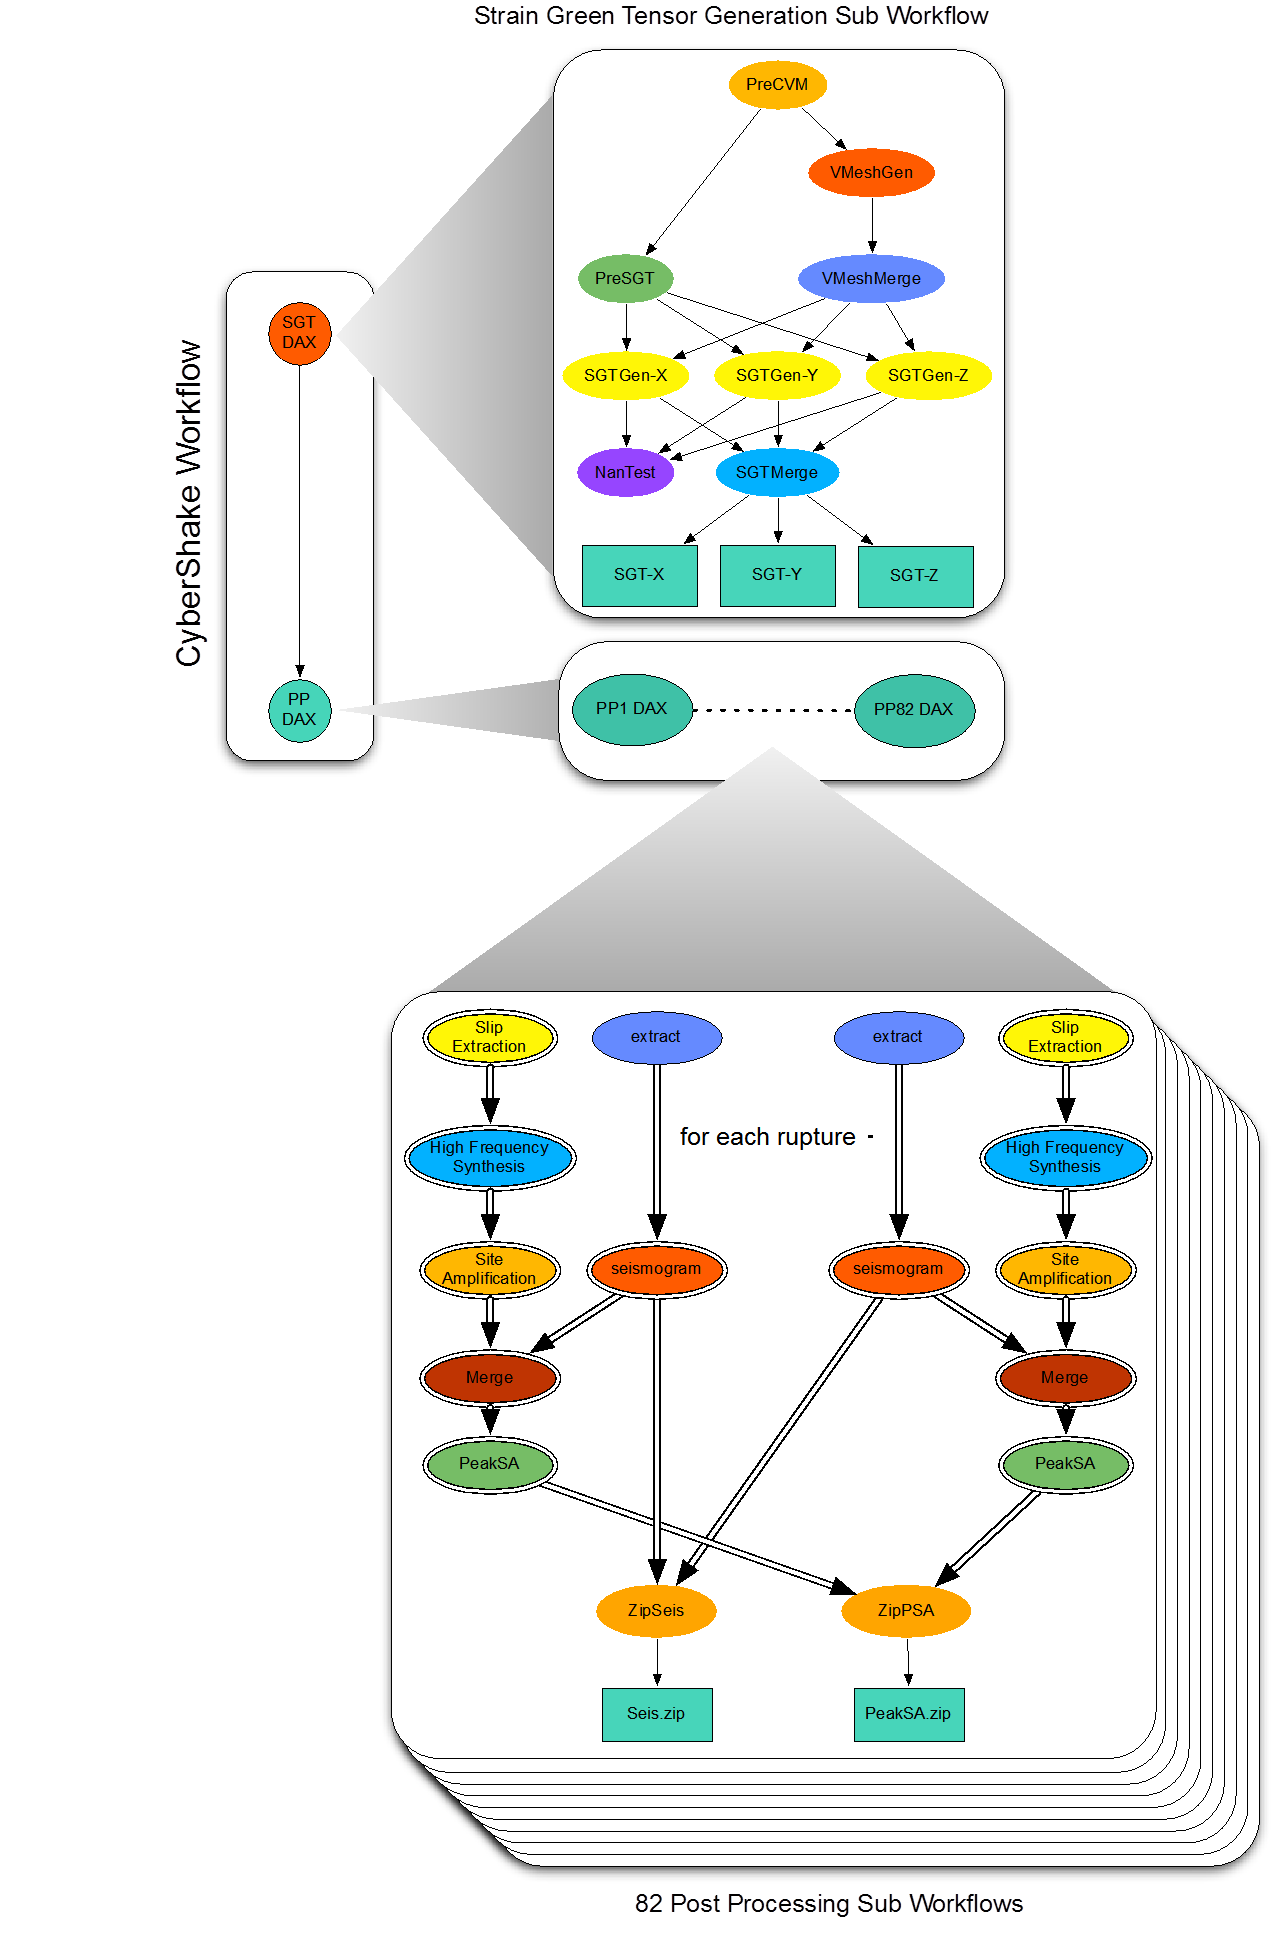 Strain Green Tensor Generation Sub Workflow
PreCVM
VMeshGen
PreSGT
VMeshMerge
SGTGen-X
SGTGen-Y
SGTGen-Z
NanTest
SGTMerge
SGT-X
SGT-Y
SGT-Z
CyberShake Workflow
SGT
DAX
PP
DAX
PP1 DAX
PP82 DAX
Slip
Extraction
extract
extract
Slip
Extraction
for each rupture -
High Frequency
Synthesis
High Frequency
Synthesis
Site
Amplification
seismogram
seismogram
Site
Amplification
Merge
Merge
PeakSA
PeakSA
ZipSeis
ZipPSA
Seis.zip
PeakSA.zip
82 Post Processing Sub Workflows